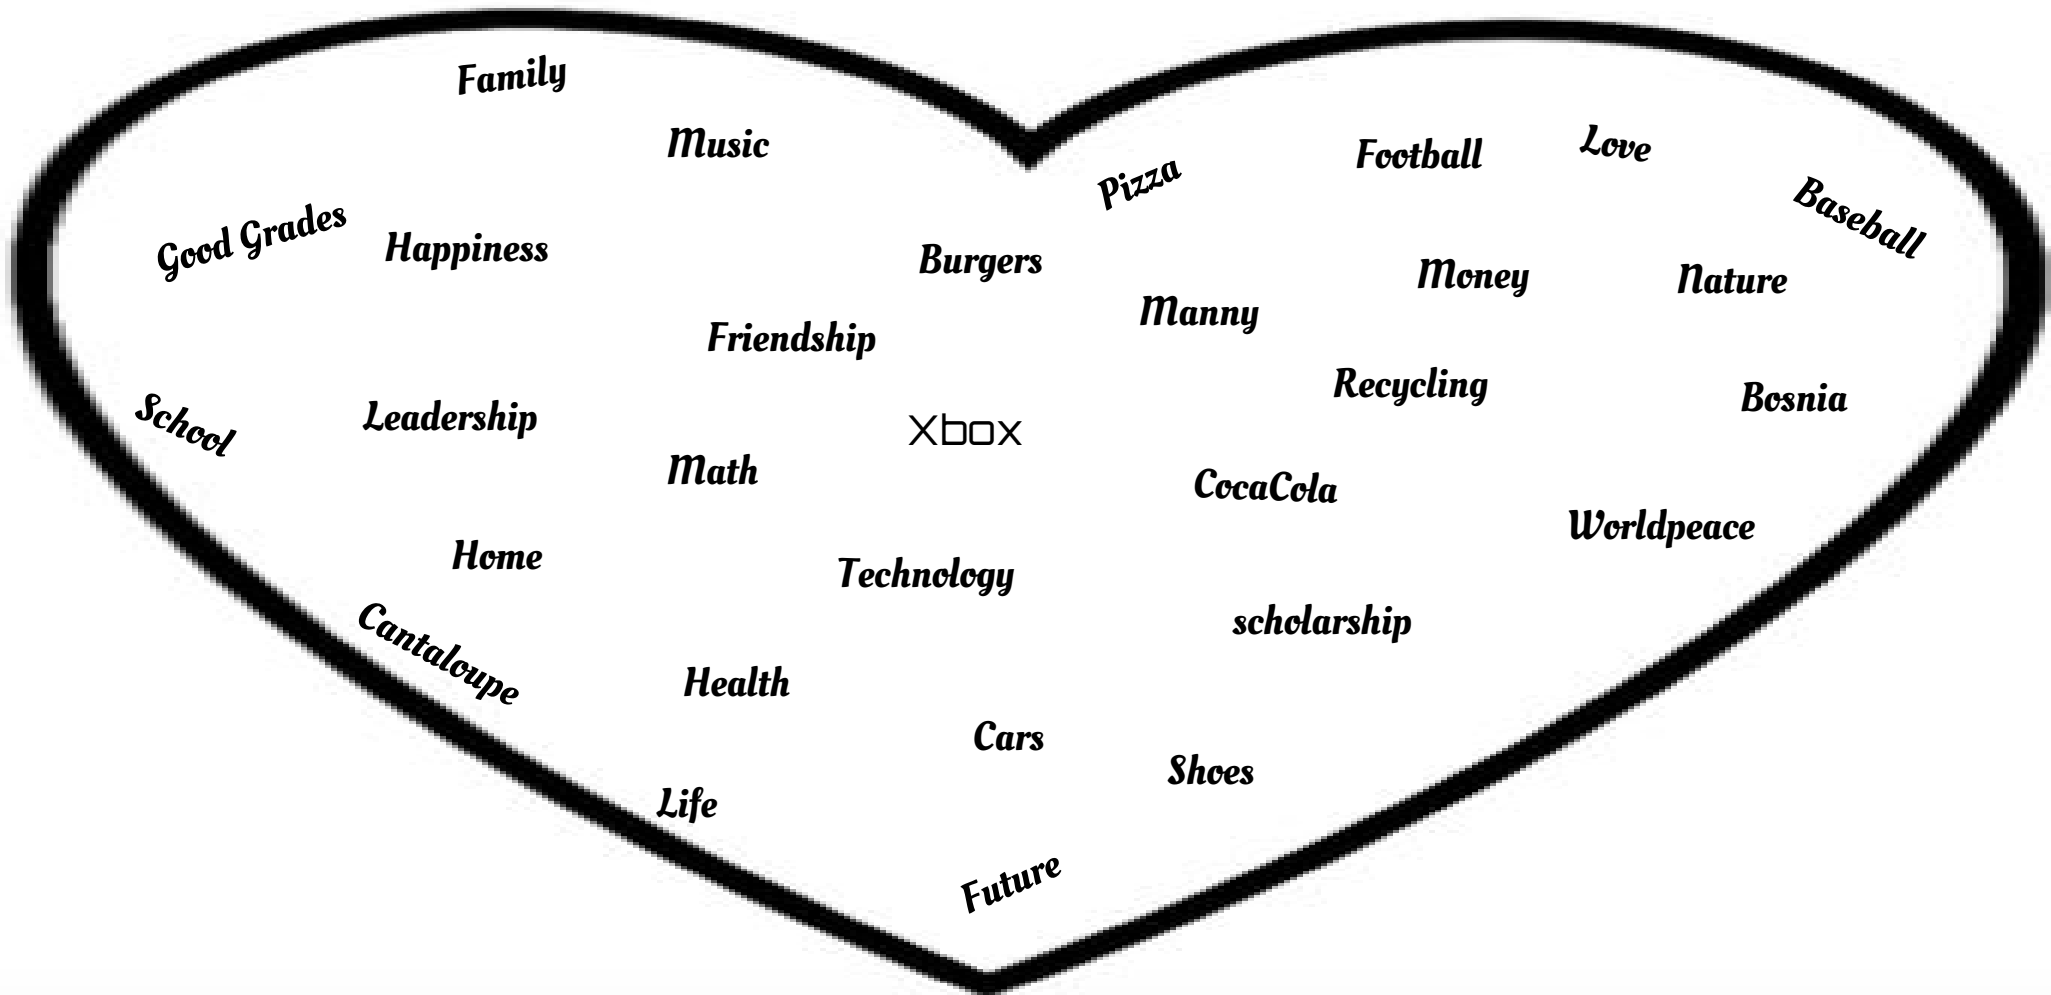 Family
Music
Pizza
Football
Love
Baseball
Good Grades
Happiness
Burgers
Money
Nature
Manny
Friendship
Recycling
Bosnia
School
Leadership
Xbox
Math
CocaCola
Worldpeace
Home
Technology
scholarship
Cantaloupe
Health
Cars
Shoes
Life
Future